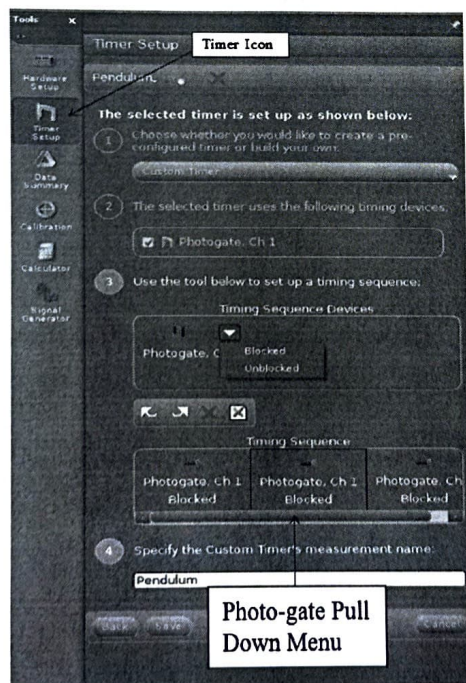 Tools x
Timer Setup
Timer Icon
Hardware
Setup
Timer
Setup
Data
Summary
Calibration
Calculator
Signal
Generator
Pendulum
The selected timer is set up as shown below:
1 Choose whether you would like to create a pre-
configured timer or build your own.
Custom Timer
2 The selected timer uses the following timing devices:
Photogate, Ch 1
3 Use the tool below to set up a timing sequence:
Timing Sequence Devices
Photogate, C
Blocked
Unblocked
Timing Sequence
Photogate, Ch 1
Blocked
Photogate, Ch 1
Blocked
Photogate, Ch
Blocked
4 Specify the Custom Timer's measurement name:
Pendulum
Back Save Cancel
Photo-gate Pull
Down Menu